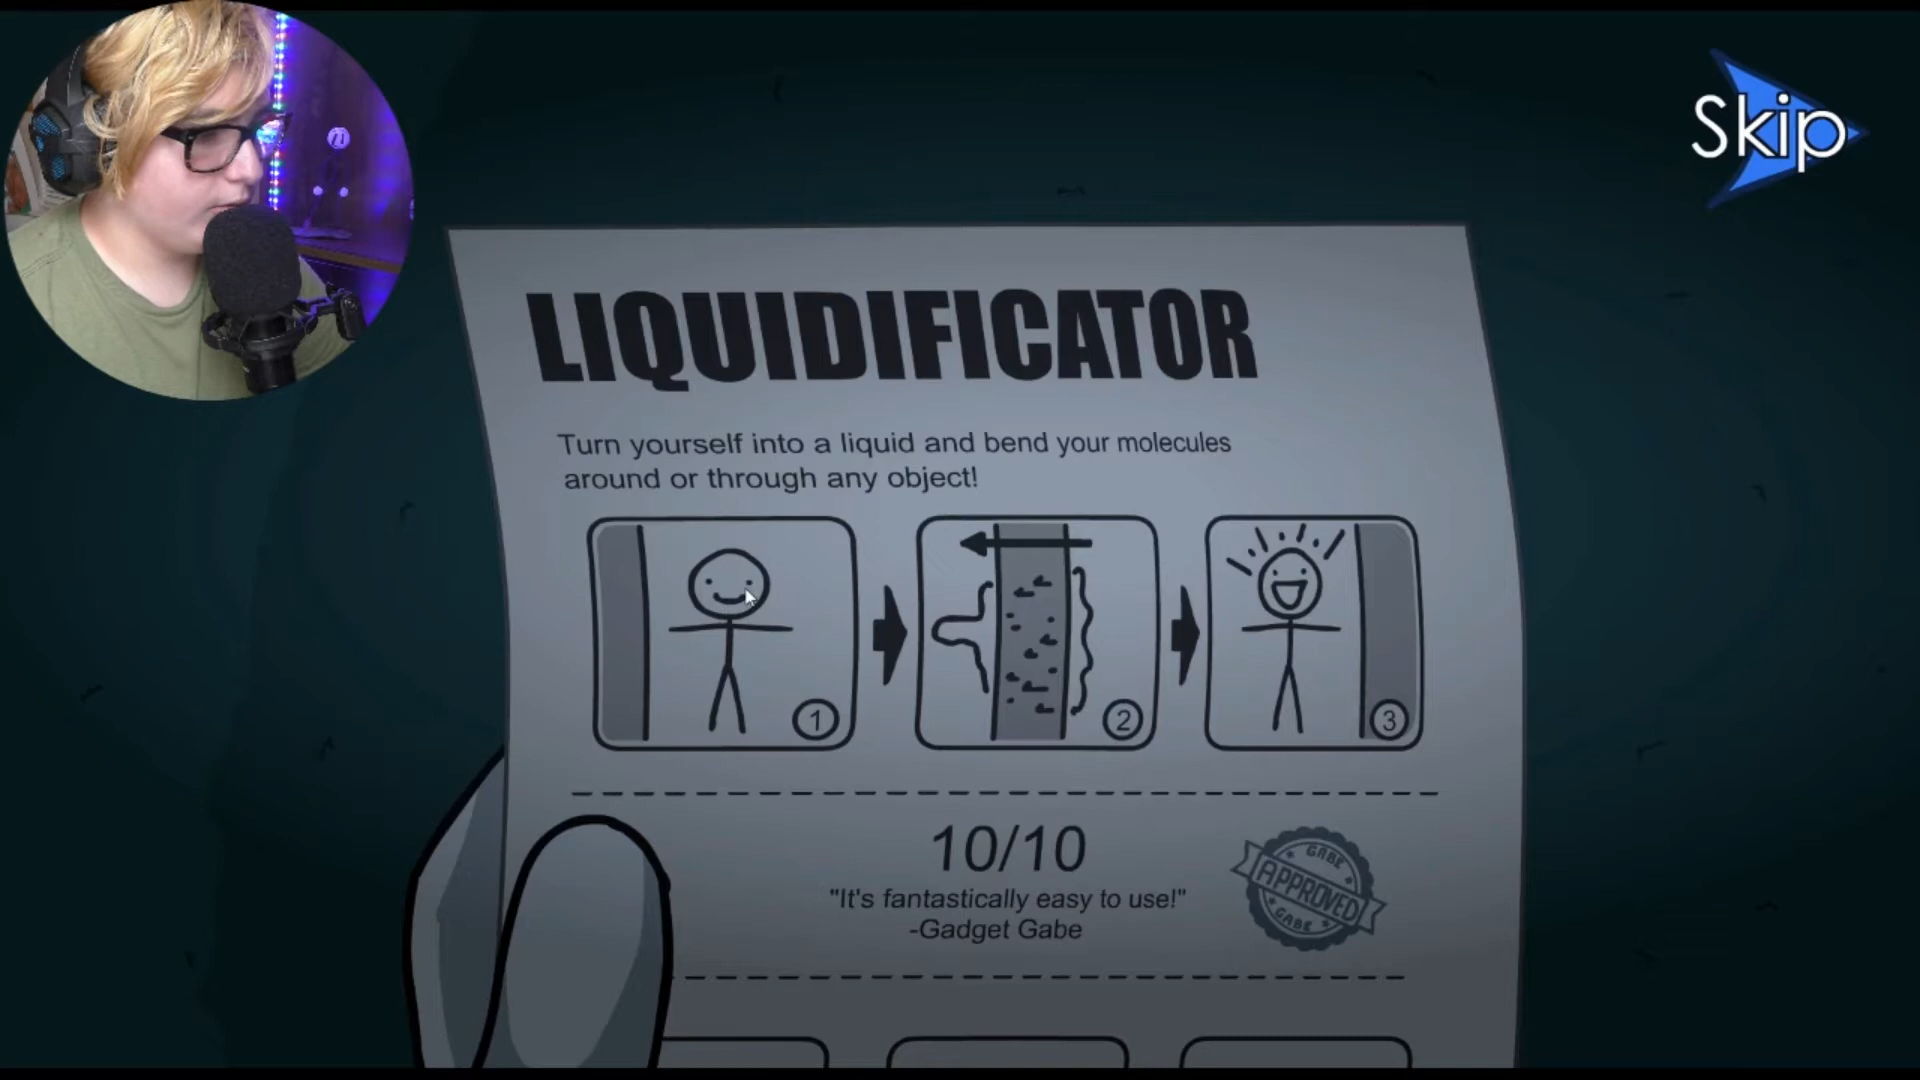 Skip
LIQUIDIFICATOR
Turn yourself into a liquid and bend your molecules
around or through any object!
1
2
3
10/10
"It's fantastically easy to use!"
-Gadget Gabe
GABE
APPROVED
GABE